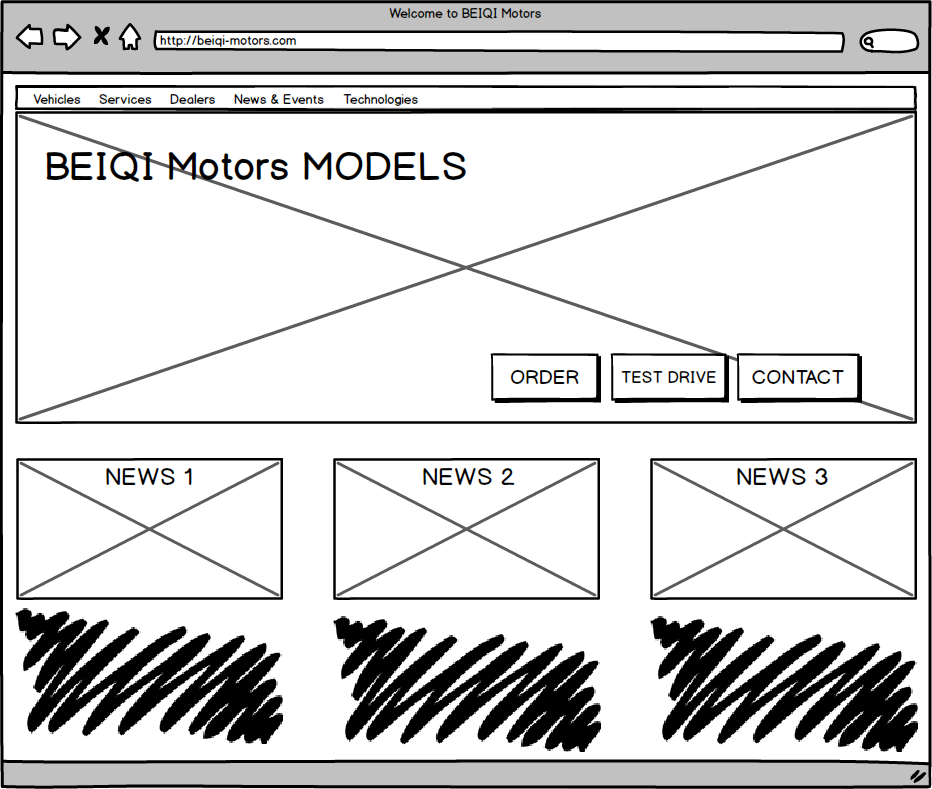 Welcome to BEIQI Motors
http://beiqi-motors.com
Vehicles Services Dealers News & Events Technologies
BEIQI Motors MODELS
ORDER TEST DRIVE CONTACT
NEWS 1 NEWS 2 NEWS 3